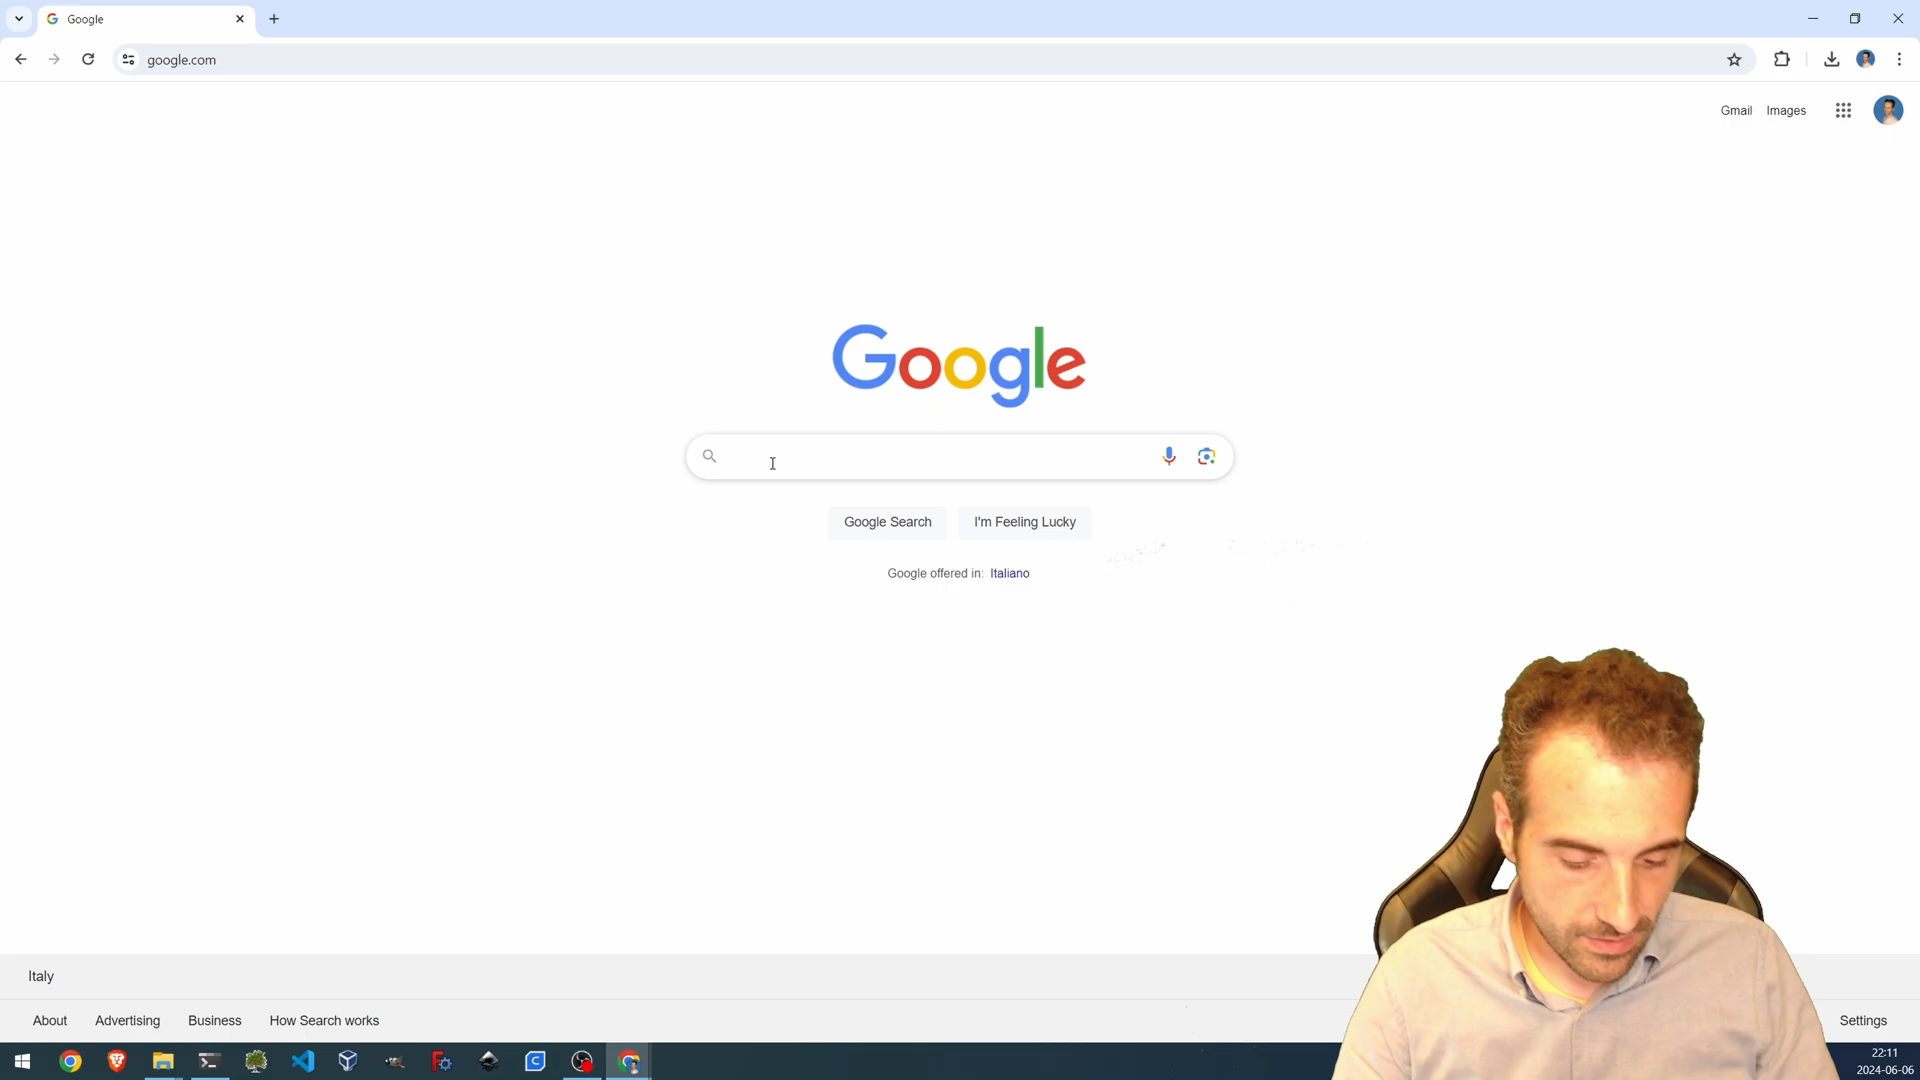 Google
google.com
Gmail Images
Google
Google Search I'm Feeling Lucky
Google offered in: Italiano
Italy
About Advertising Business How Search works Settings
22:11
2024-06-06